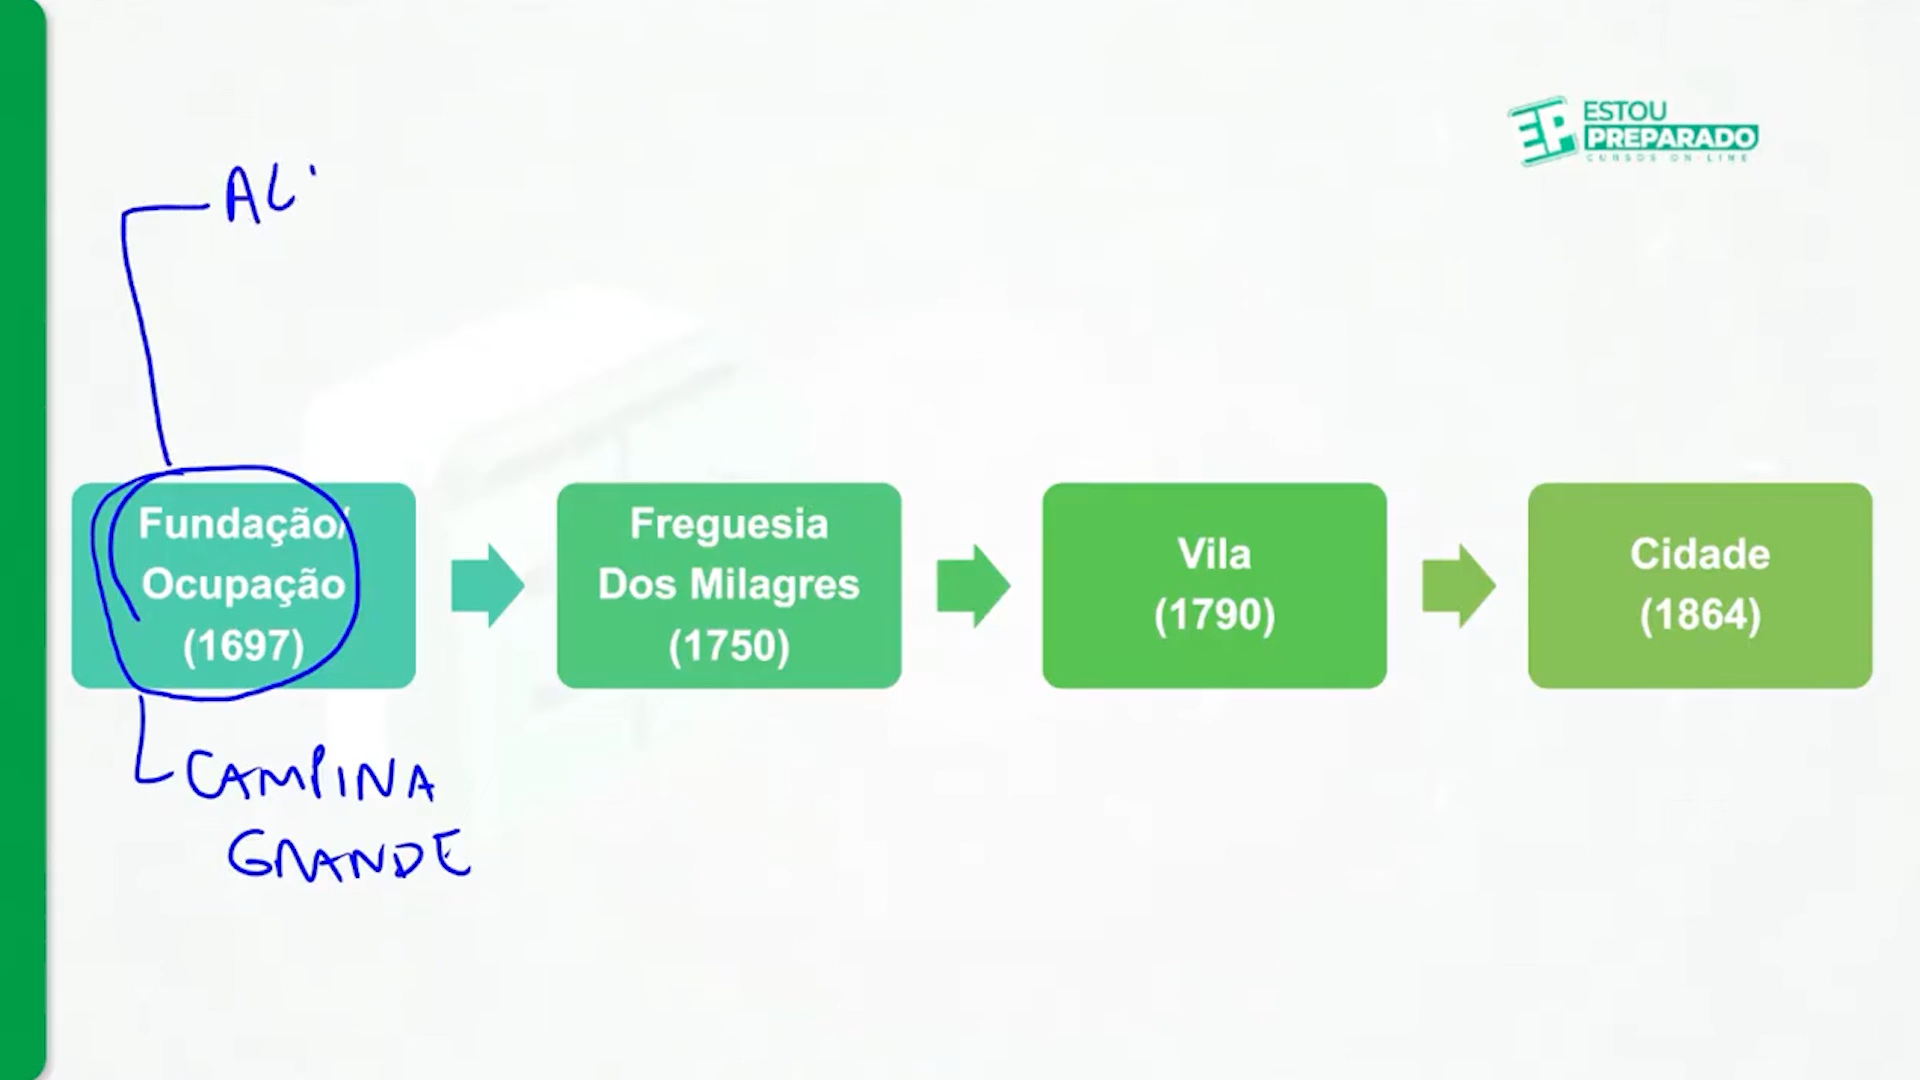 ESTOU
PREPARADO
CURSOS ON-LINE
AL
Fundação/
Ocupação
(1697)
Freguesia
Dos Milagres
(1750)
Vila
(1790)
Cidade
(1864)
CAMPINA
GRANDE